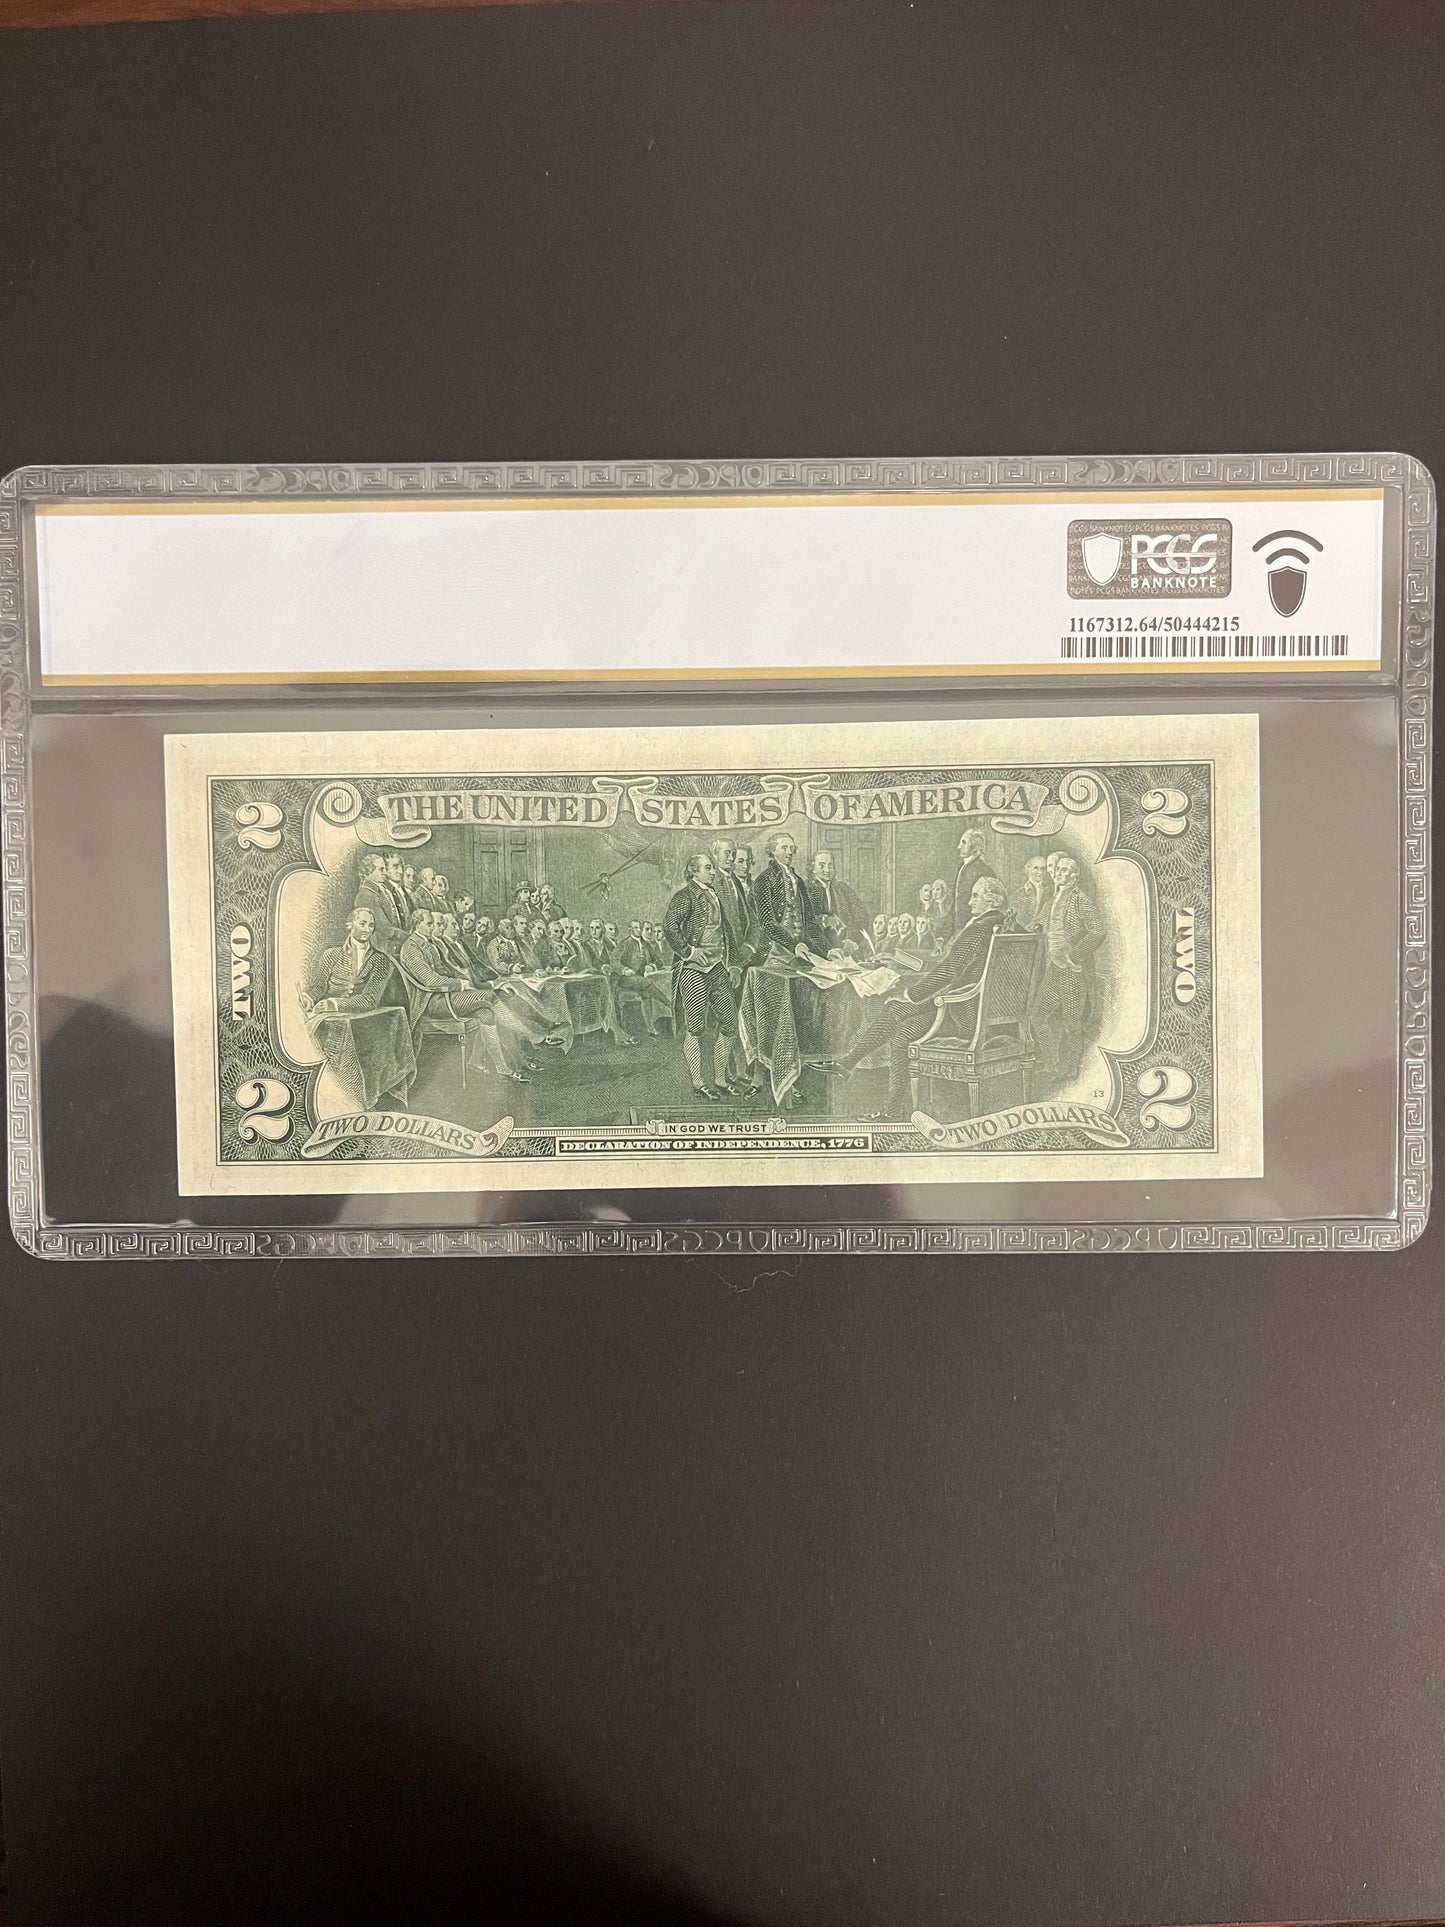 PCGS
BANKNOTE
1167312.64/50444215
THE UNITED STATES OF AMERICA
2 2
TWO TWO
13
2 2
TWO DOLLARS IN GOD WE TRUST TWO DOLLARS
DECLARATION OF INDEPENDENCE, 1776